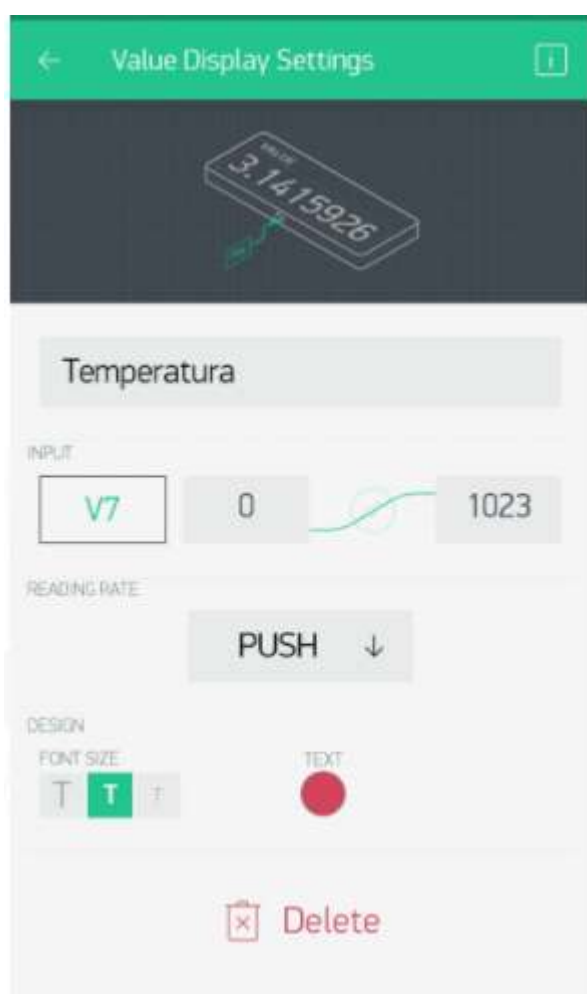 Value Display Settings
i
VALUE
3.1415926
Temperatura
INPUT
V7 0 1023
READING RATE
PUSH ↓
DESIGN
FONT SIZE TEXT
T T T
Delete